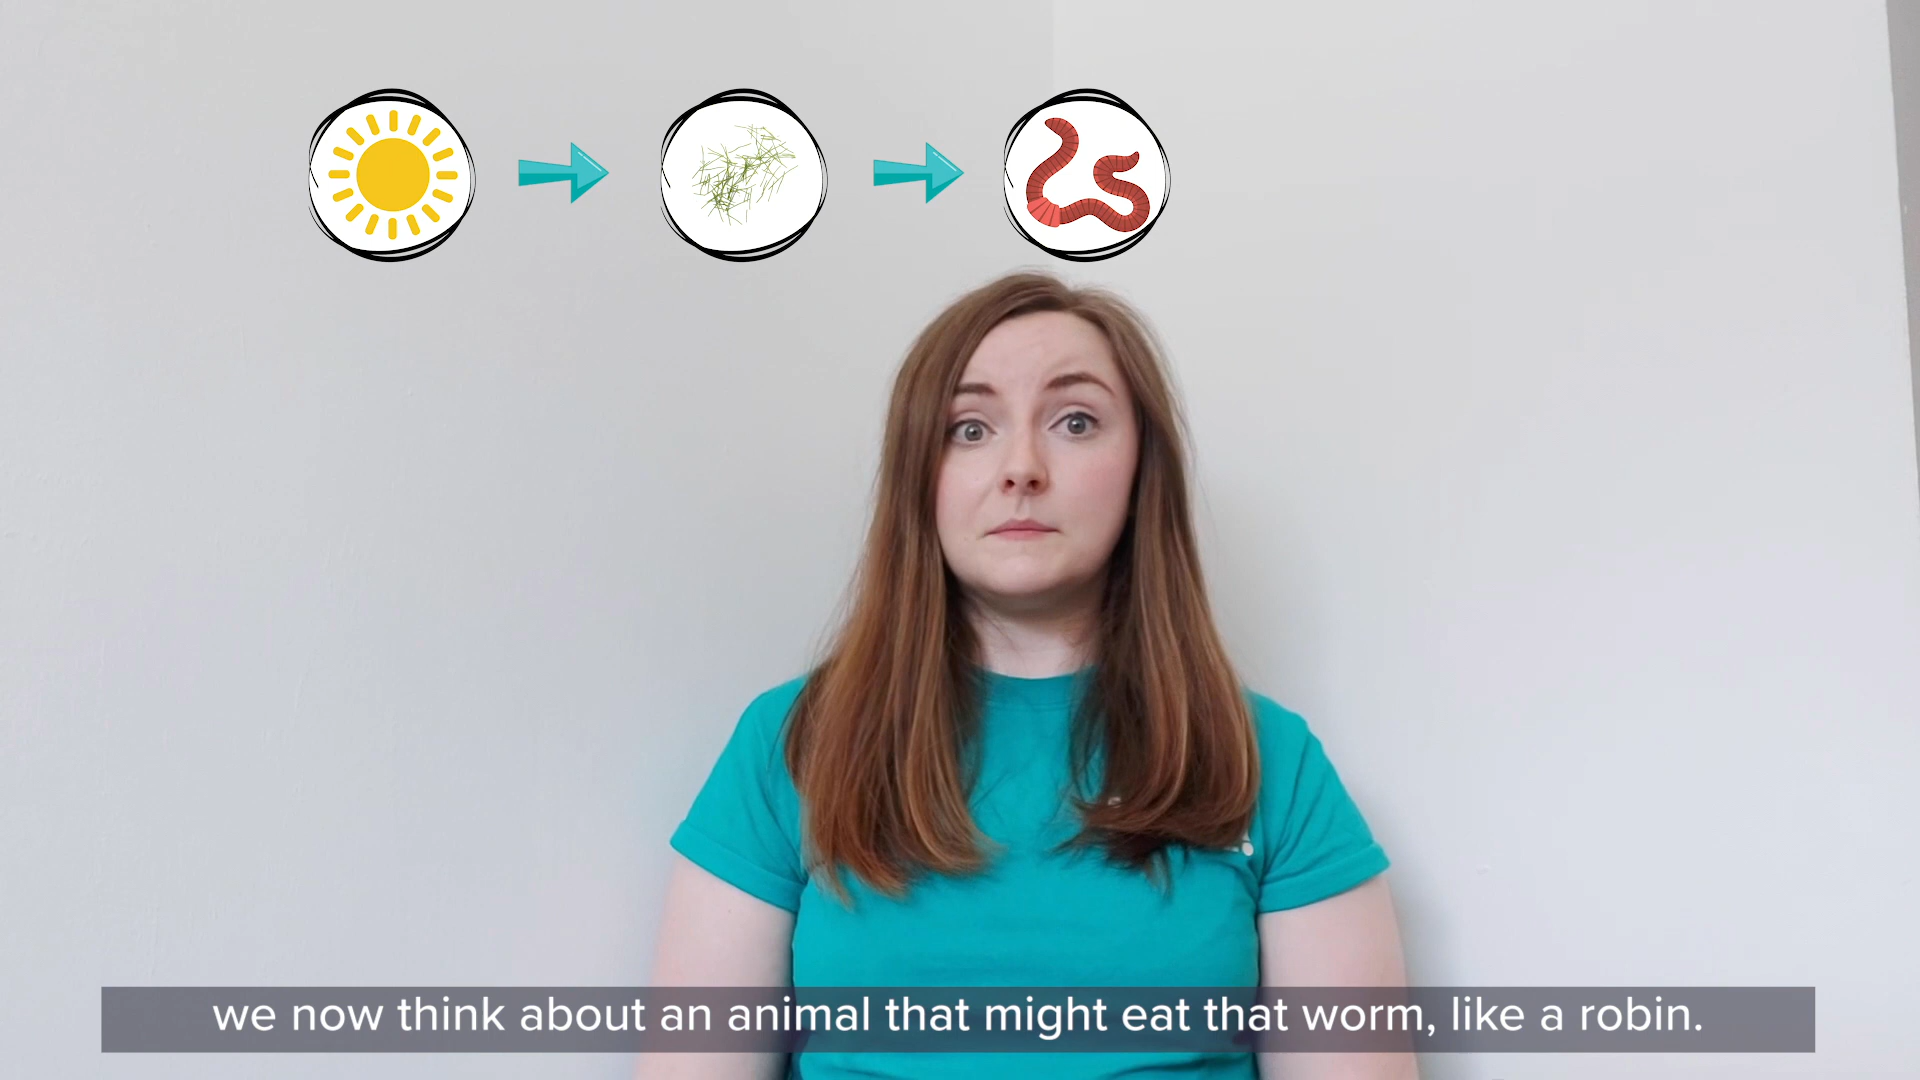 we now think about an animal that might eat that worm, like a robin.